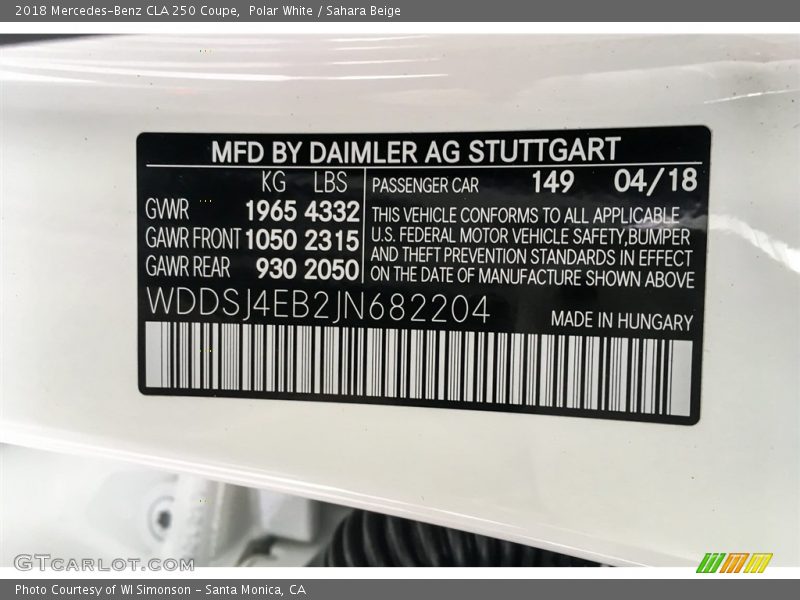 2018 Mercedes-Benz CLA 250 Coupe, Polar White / Sahara Beige
MFD BY DAIMLER AG STUTTGART
KG LBS
GVWR 1965 4332
GAWR FRONT 1050 2315
GAWR REAR 930 2050
PASSENGER CAR 149 04/18
THIS VEHICLE CONFORMS TO ALL APPLICABLE
U.S. FEDERAL MOTOR VEHICLE SAFETY,BUMPER
AND THEFT PREVENTION STANDARDS IN EFFECT
ON THE DATE OF MANUFACTURE SHOWN ABOVE
WDDSJ4EB2JN682204
MADE IN HUNGARY
GTCARLOT.COM
Photo Courtesy of WI Simonson - Santa Monica, CA